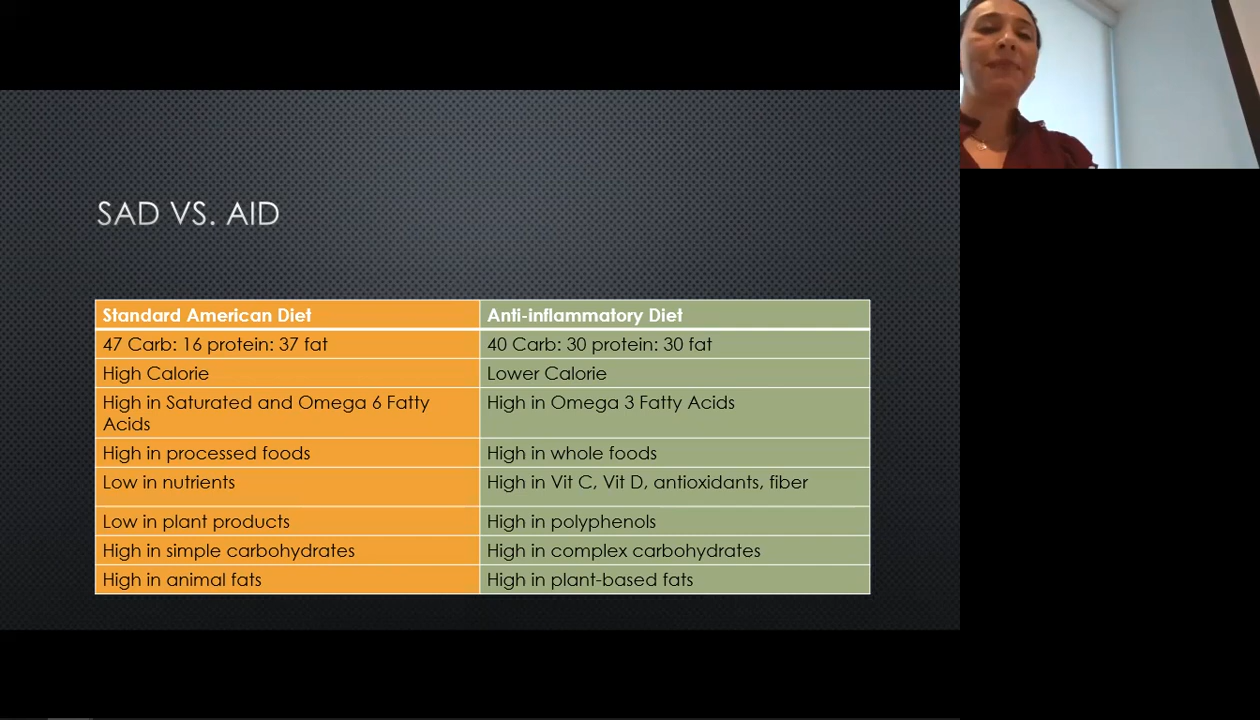 SAD VS. AID
Standard American Diet
Anti-inflammatory Diet
47 Carb: 16 protein: 37 fat
40 Carb: 30 protein: 30 fat
High Calorie
Lower Calorie
High in Saturated and Omega 6 Fatty
Acids
High in Omega 3 Fatty Acids
High in processed foods
High in whole foods
Low in nutrients
High in Vit C, Vit D, antioxidants, fiber
Low in plant products
High in polyphenols
High in simple carbohydrates
High in complex carbohydrates
High in animal fats
High in plant-based fats